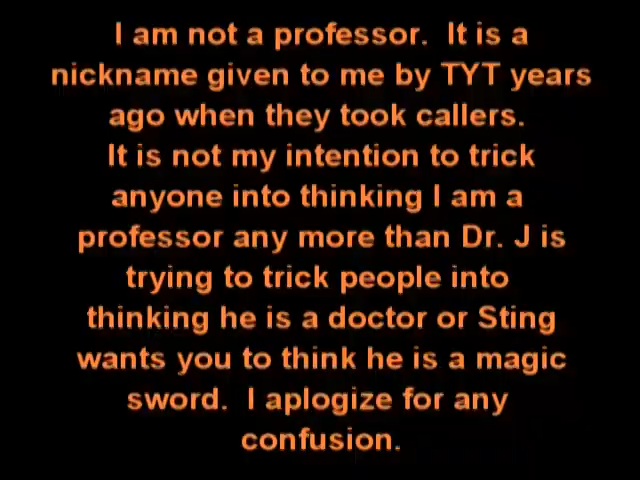 I am not a professor.  It is a
nickname given to me by TYT years
ago when they took callers.
It is not my intention to trick
anyone into thinking I am a
professor any more than Dr. J is
trying to trick people into
thinking he is a doctor or Sting
wants you to think he is a magic
sword.  I aplogize for any
confusion.